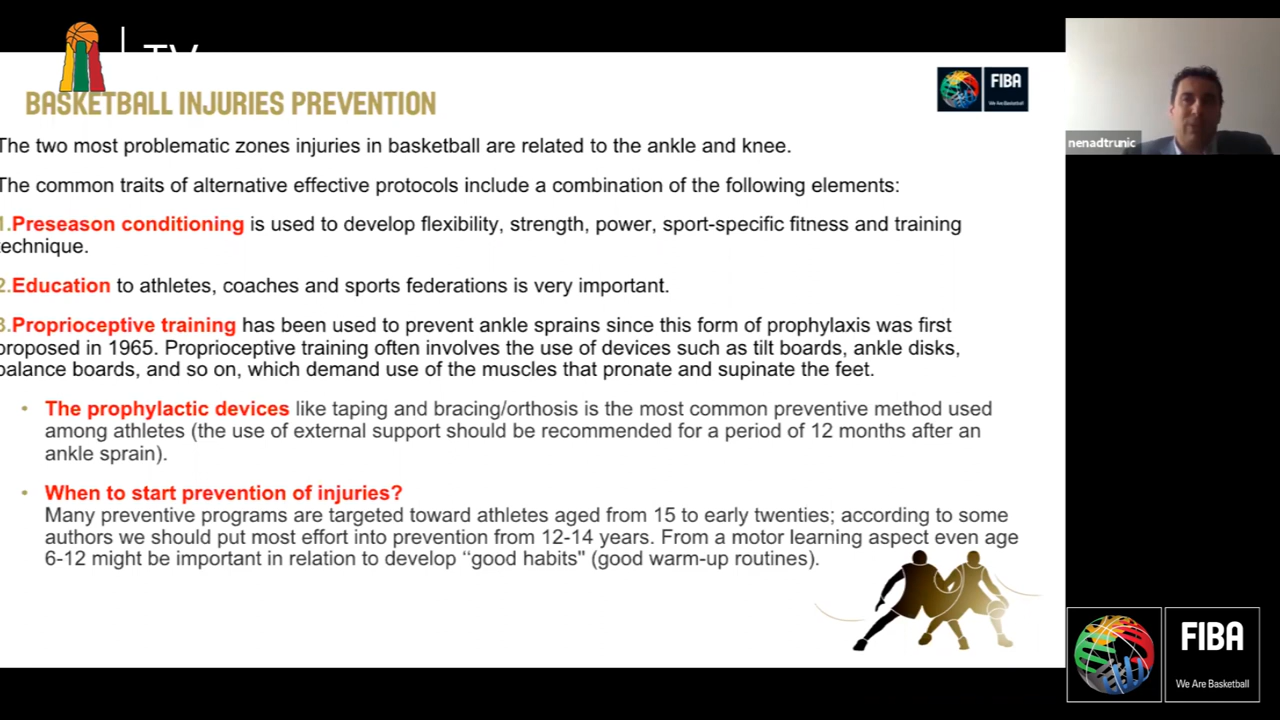 TV
BASKETBALL INJURIES PREVENTION
FIBA
We Are Basketball
nenadtrunic
The two most problematic zones injuries in basketball are related to the ankle and knee.
The common traits of alternative effective protocols include a combination of the following elements:
1.Preseason conditioning is used to develop flexibility, strength, power, sport-specific fitness and training
technique.
2.Education to athletes, coaches and sports federations is very important.
3.Proprioceptive training has been used to prevent ankle sprains since this form of prophylaxis was first
proposed in 1965. Proprioceptive training often involves the use of devices such as tilt boards, ankle disks,
balance boards, and so on, which demand use of the muscles that pronate and supinate the feet.
• The prophylactic devices like taping and bracing/orthosis is the most common preventive method used
among athletes (the use of external support should be recommended for a period of 12 months after an
ankle sprain).
• When to start prevention of injuries?
Many preventive programs are targeted toward athletes aged from 15 to early twenties; according to some
authors we should put most effort into prevention from 12-14 years. From a motor learning aspect even age
6-12 might be important in relation to develop ‘‘good habits" (good warm-up routines).
FIBA
We Are Basketball